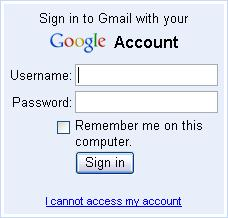 Sign in to Gmail with your
Google Account
Username:
Password:
Remember me on this
computer.
Sign in
I cannot access my account